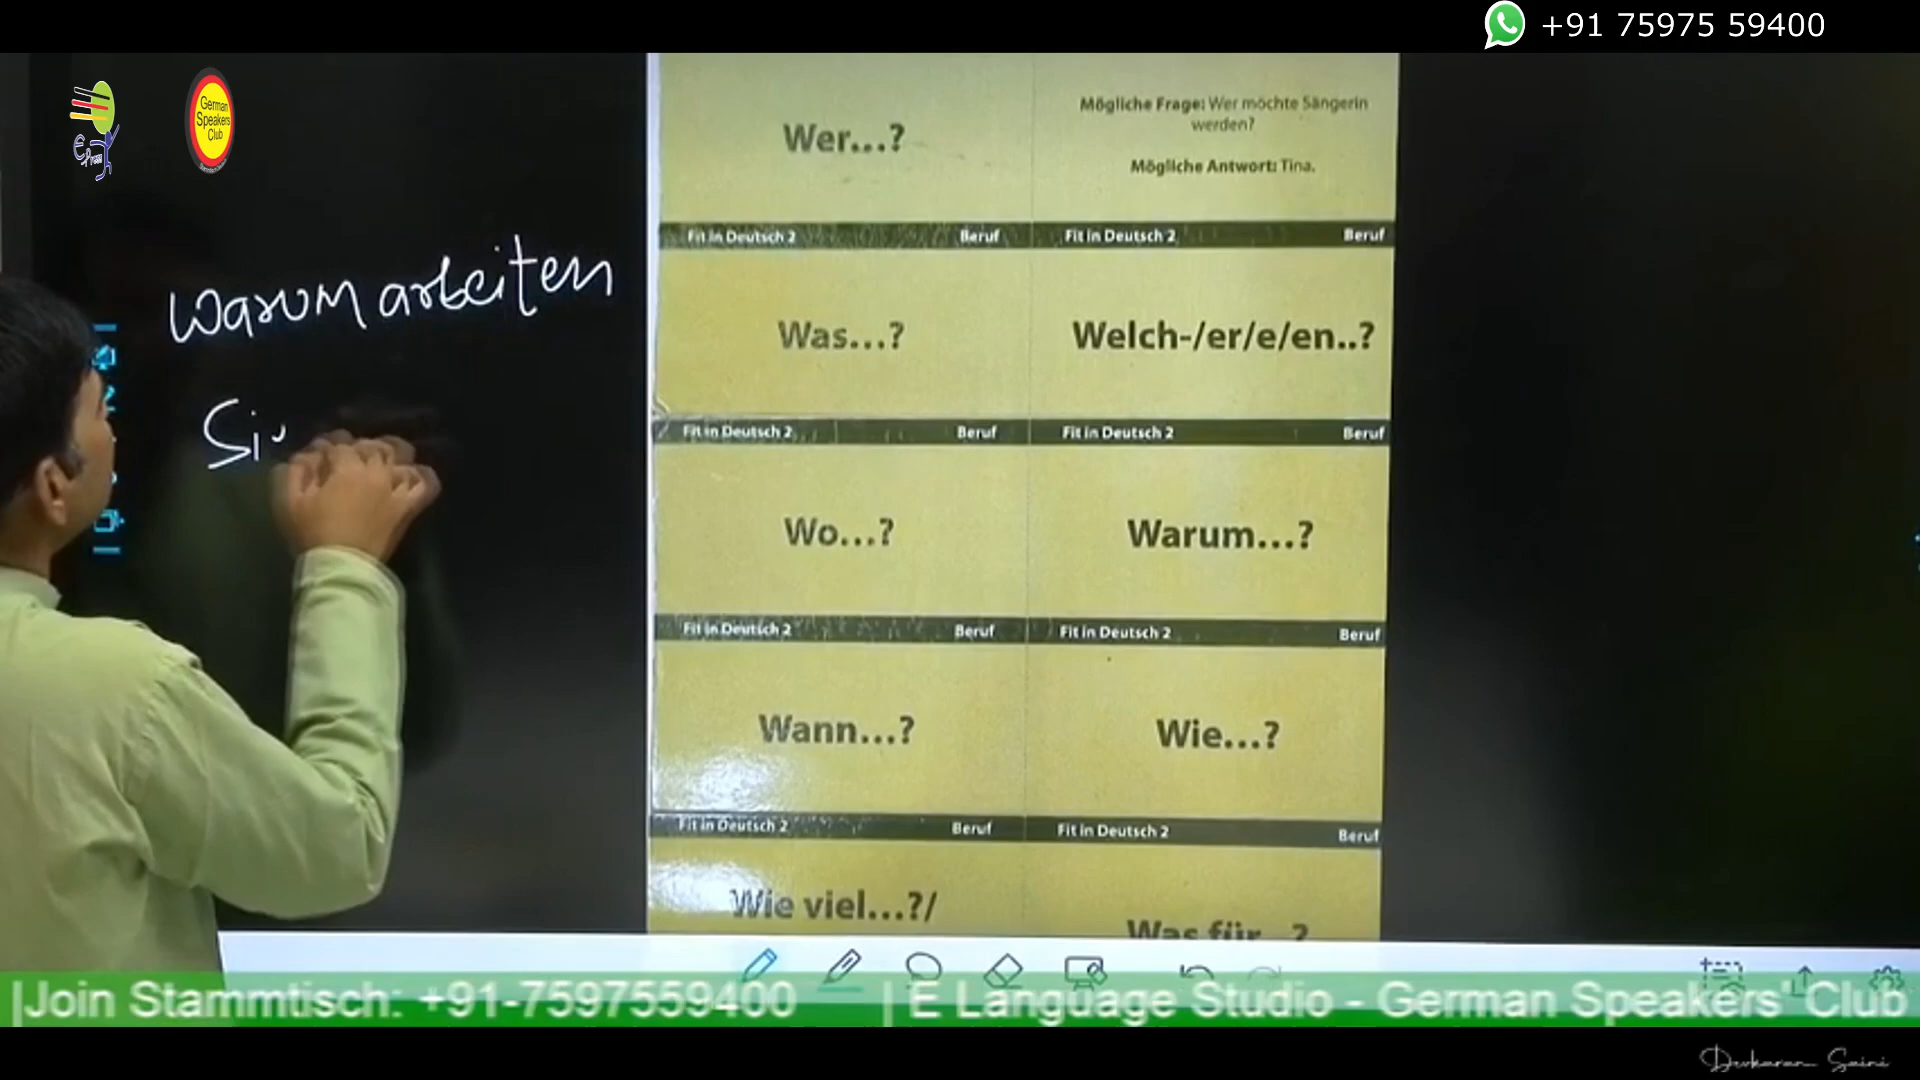 +91 75975 59400
German
Speakers
Club
Warum arbeiten
Si
Wer...?
Mögliche Frage: Wer möchte Sängerin
werden?
Mögliche Antwort: Tina.
Fit in Deutsch 2 Beruf
Fit in Deutsch 2 Beruf
Was...?
Welch-/er/e/en..?
Fit in Deutsch 2 Beruf
Fit in Deutsch 2 Beruf
Wo...?
Warum...?
Fit in Deutsch 2 Beruf
Fit in Deutsch 2 Beruf
Wann...?
Wie...?
Fit in Deutsch 2 Beruf
Fit in Deutsch 2 Beruf
Wie viel...?/
Was für...?
|Join Stammtisch: +91-7597559400 | E Language Studio - German Speakers' Club
Devkaran Saini